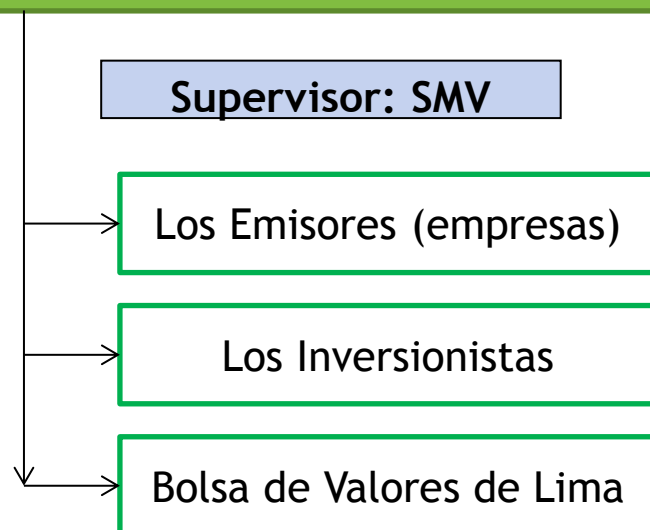 Supervisor: SMV
Los Emisores (empresas)
Los Inversionistas
Bolsa de Valores de Lima